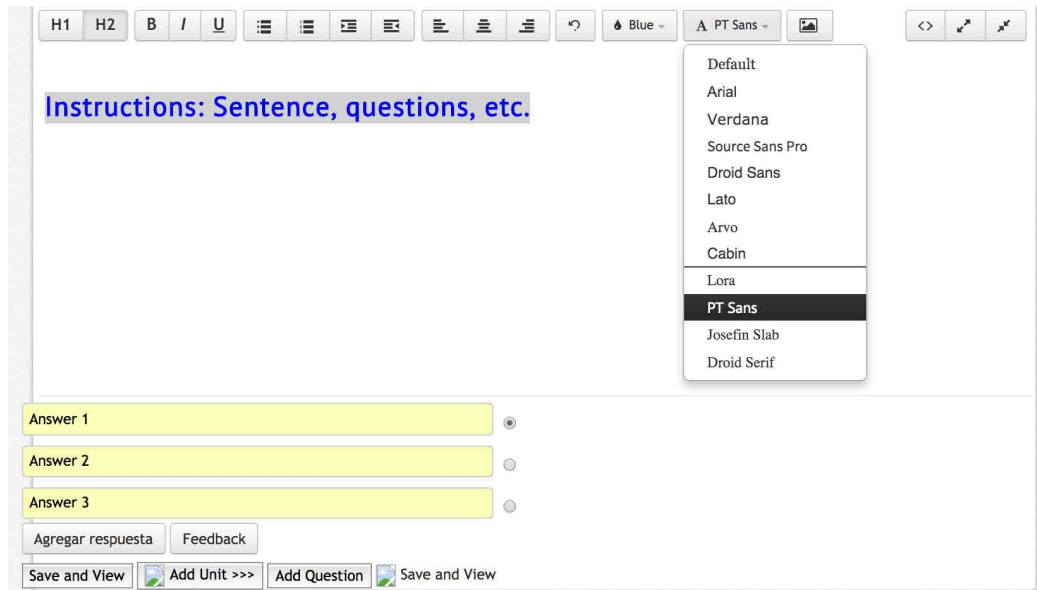 H1 H2 B I U Blue A PT Sans <>
Default
Arial
Instructions: Sentence, questions, etc.
Verdana
Source Sans Pro
Droid Sans
Lato
Arvo
Cabin
Lora
PT Sans
Josefin Slab
Droid Serif
Answer 1
Answer 2
Answer 3
Agregar respuesta Feedback
Save and View Add Unit >>> Add Question Save and View